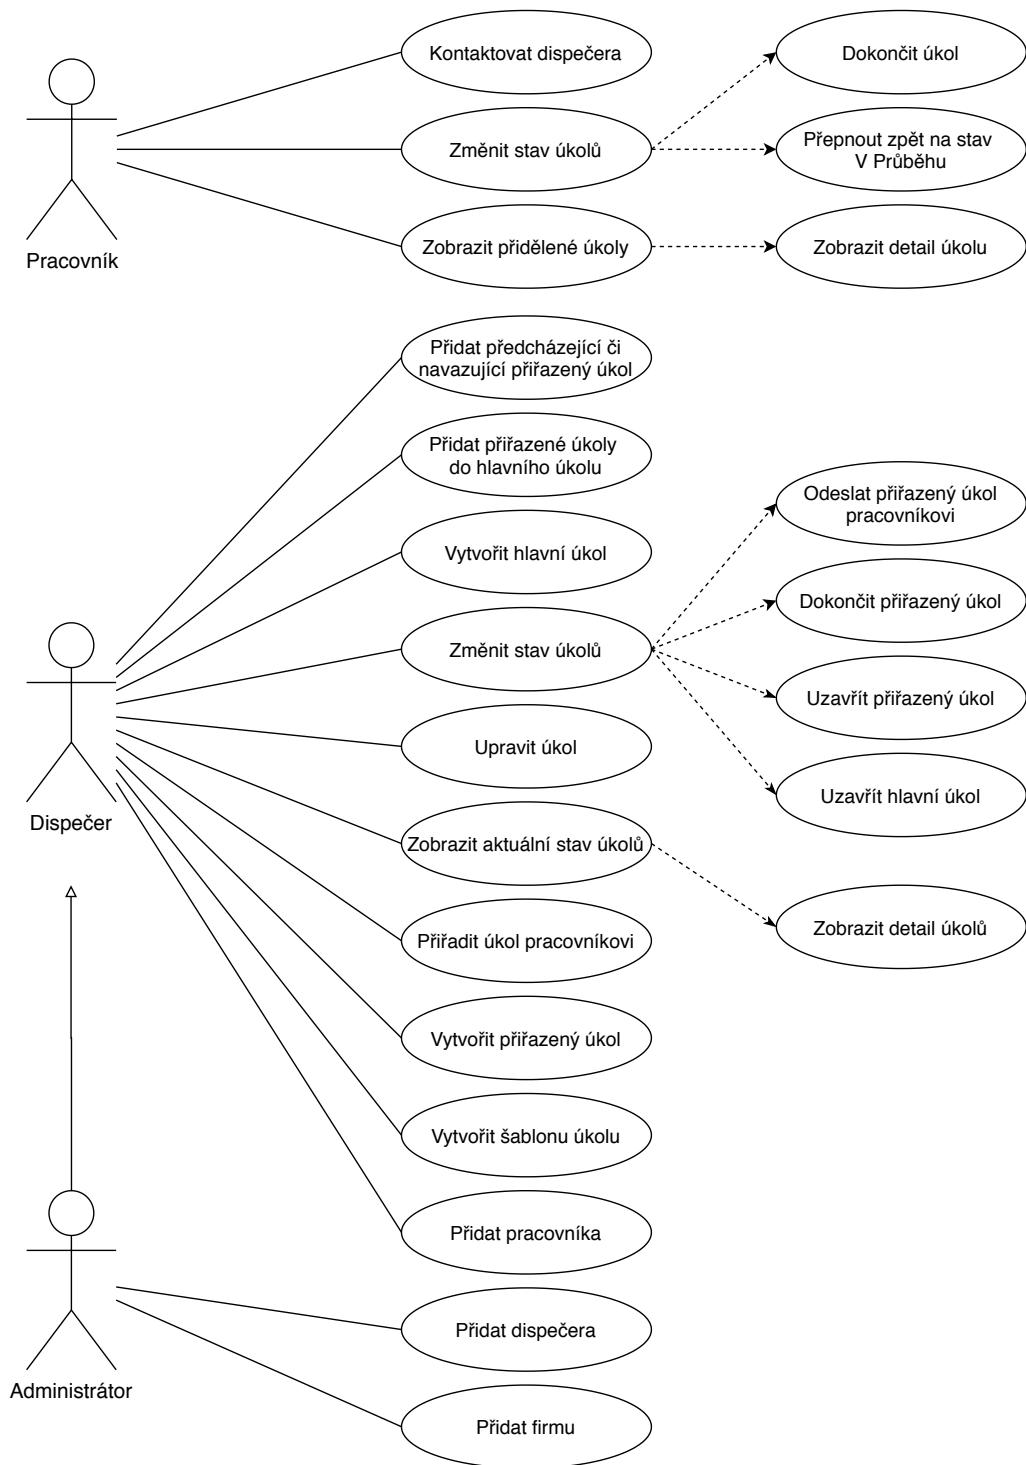 Kontaktovat dispečera
Dokončit úkol
Změnit stav úkolů
Přepnout zpět na stav
V Průběhu
Zobrazit přidělené úkoly
Zobrazit detail úkolu
Pracovník
Přidat předcházející či
navazující přiřazený úkol
Přidat přiřazené úkoly
do hlavního úkolu
Odeslat přiřazený úkol
pracovníkovi
Vytvořit hlavní úkol
Dokončit přiřazený úkol
Změnit stav úkolů
Uzavřít přiřazený úkol
Upravit úkol
Uzavřít hlavní úkol
Dispečer
Zobrazit aktuální stav úkolů
Zobrazit detail úkolů
Přiřadit úkol pracovníkovi
Vytvořit přiřazený úkol
Vytvořit šablonu úkolu
Přidat pracovníka
Přidat dispečera
Administrátor
Přidat firmu